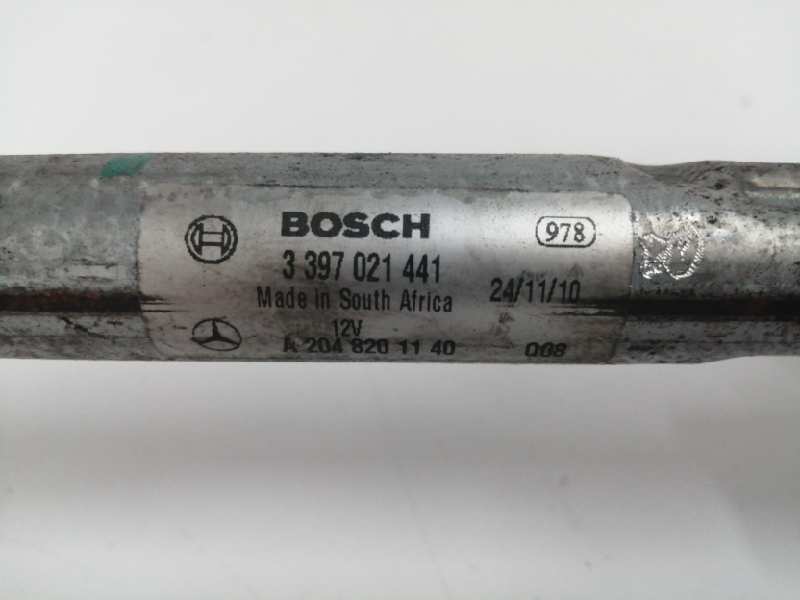 BOSCH 978
3 397 021 441 24/11/10
Made in South Africa
12V
A 204 820 11 40 008